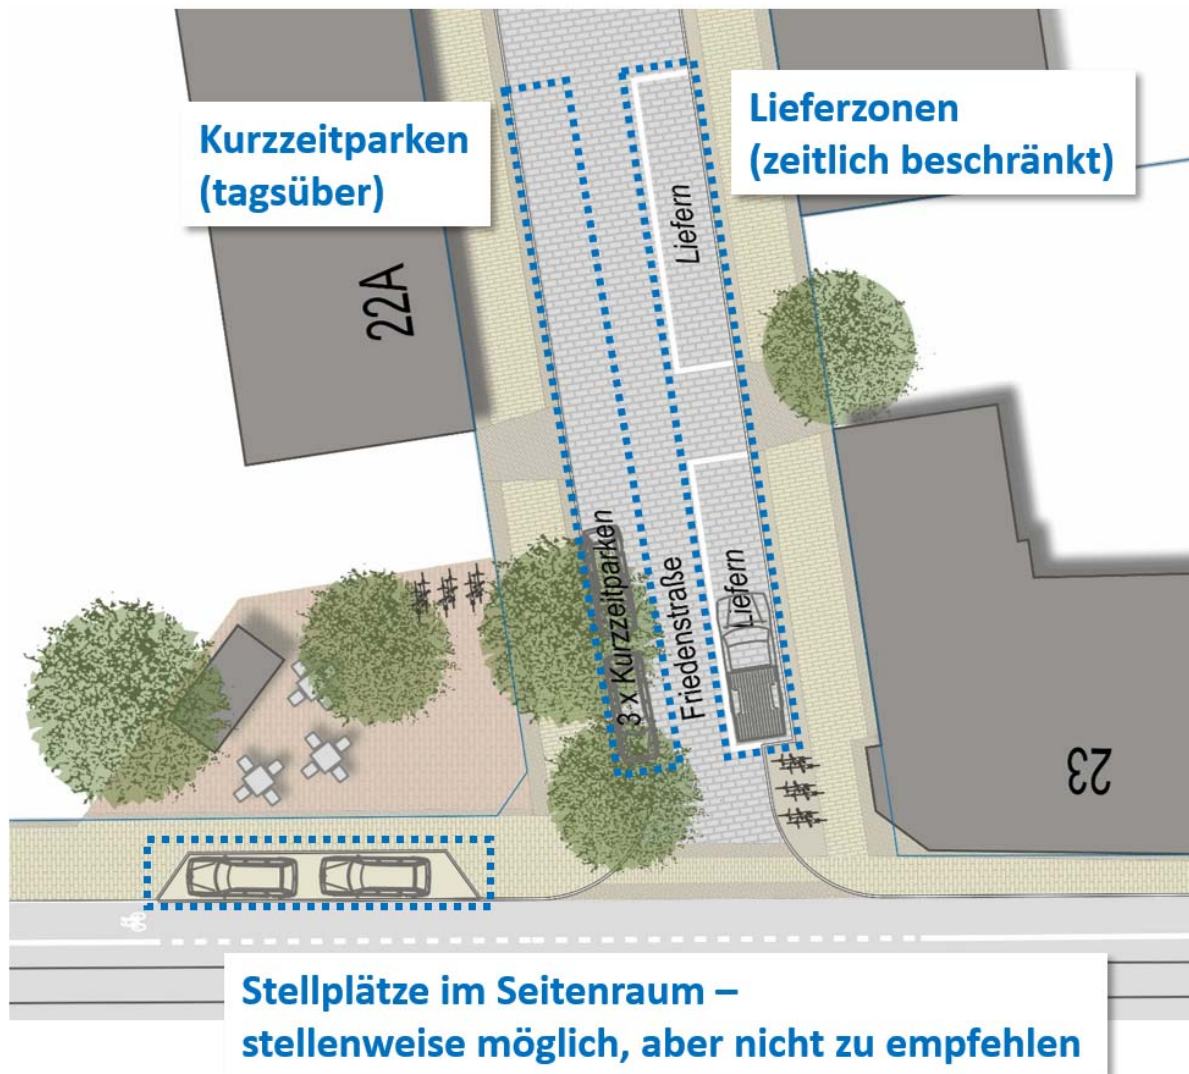 Kurzzeitparken
(tagsüber)
Lieferzonen
(zeitlich beschränkt)
Liefern
22A
3 x Kurzzeitparken
Friedenstraße
Liefern
23
Stellplätze im Seitenraum –
stellenweise möglich, aber nicht zu empfehlen